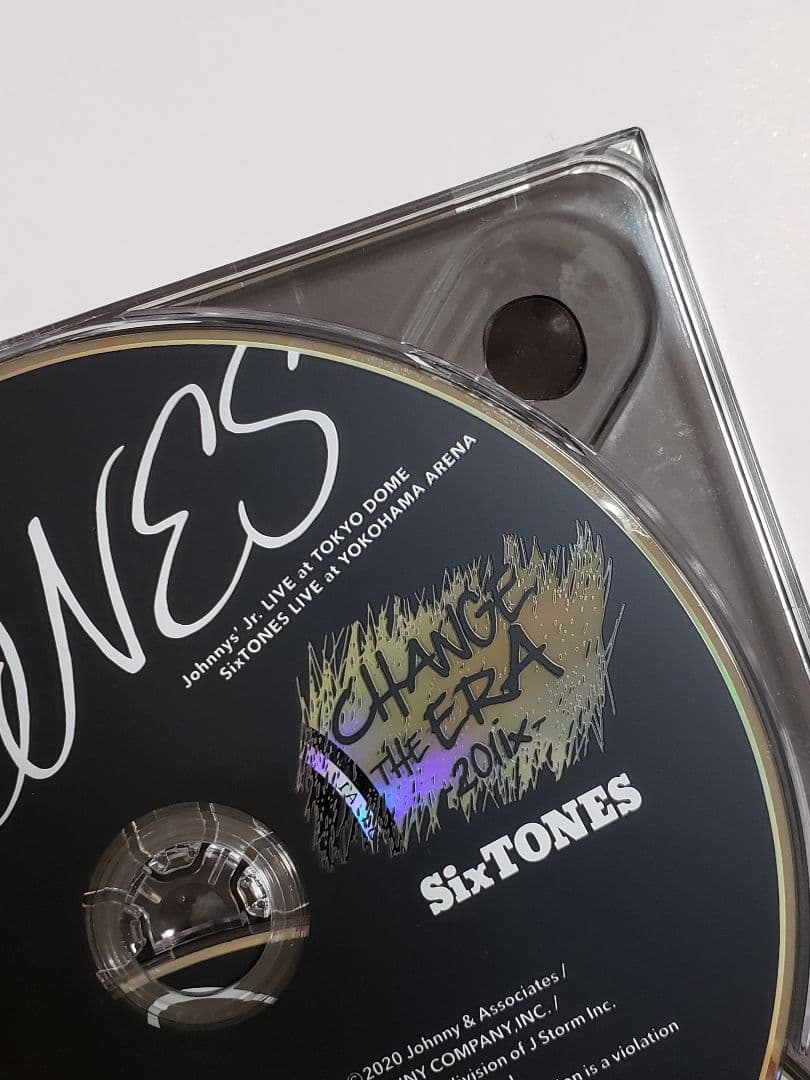 NES
Johnnys' Jr. LIVE at TOKYO DOME
SixTONES LIVE at YOKOHAMA ARENA
CHANGE
THE ERA
-201ix-
SixTONES
©2020 Johnny & Associates /
NY COMPANY,INC. /
division of J Storm Inc.
is a violation